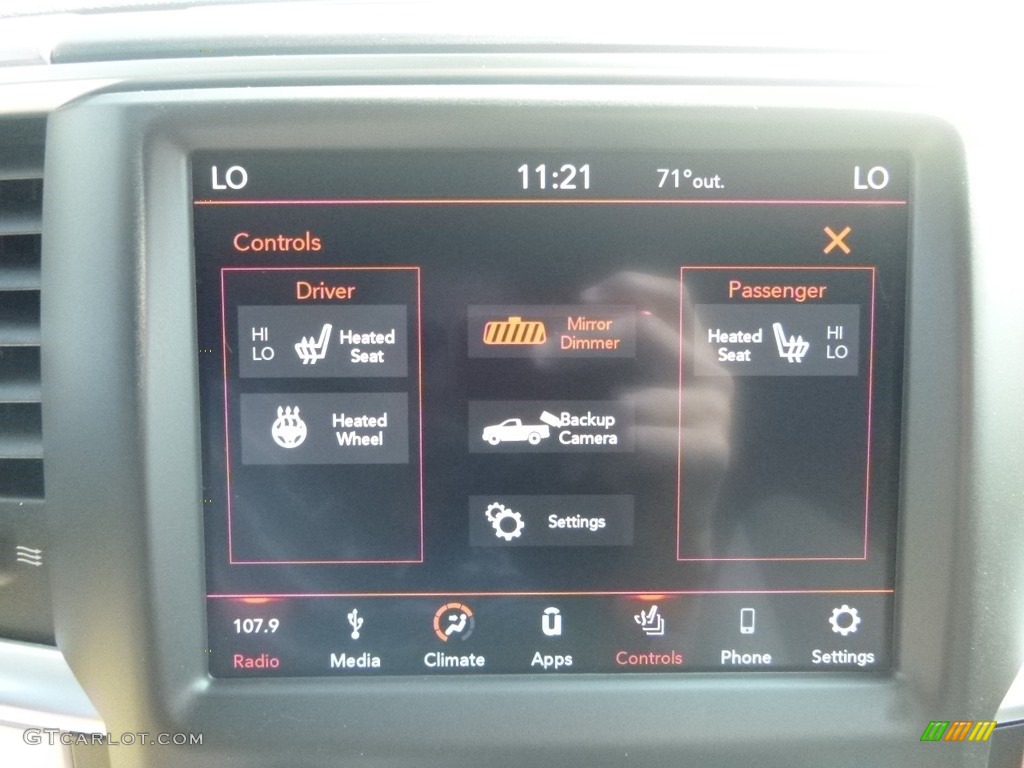 LO 11:21 71°out. LO
Controls
Driver
Passenger
HI
LO
Heated
Seat
Mirror
Dimmer
Heated
Seat
HI
LO
Heated
Wheel
Backup
Camera
Settings
107.9
Radio Media Climate Apps Controls Phone Settings
GTCARLOT.COM